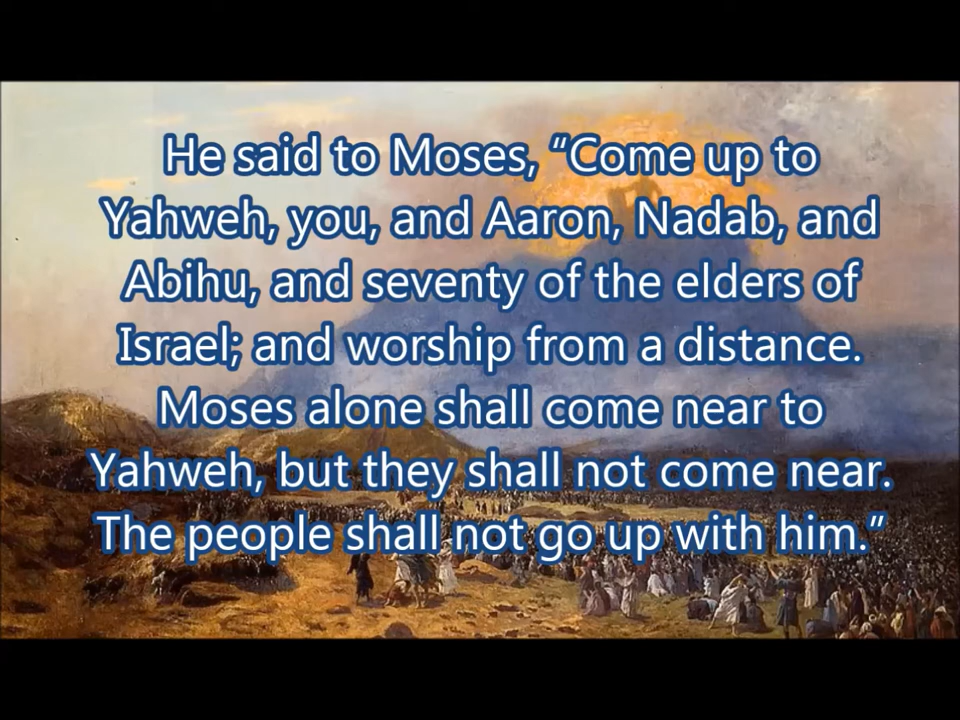 He said to Moses, “Come up to
Yahweh, you, and Aaron, Nadab, and
Abihu, and seventy of the elders of
Israel; and worship from a distance.
Moses alone shall come near to
Yahweh, but they shall not come near.
The people shall not go up with him.”